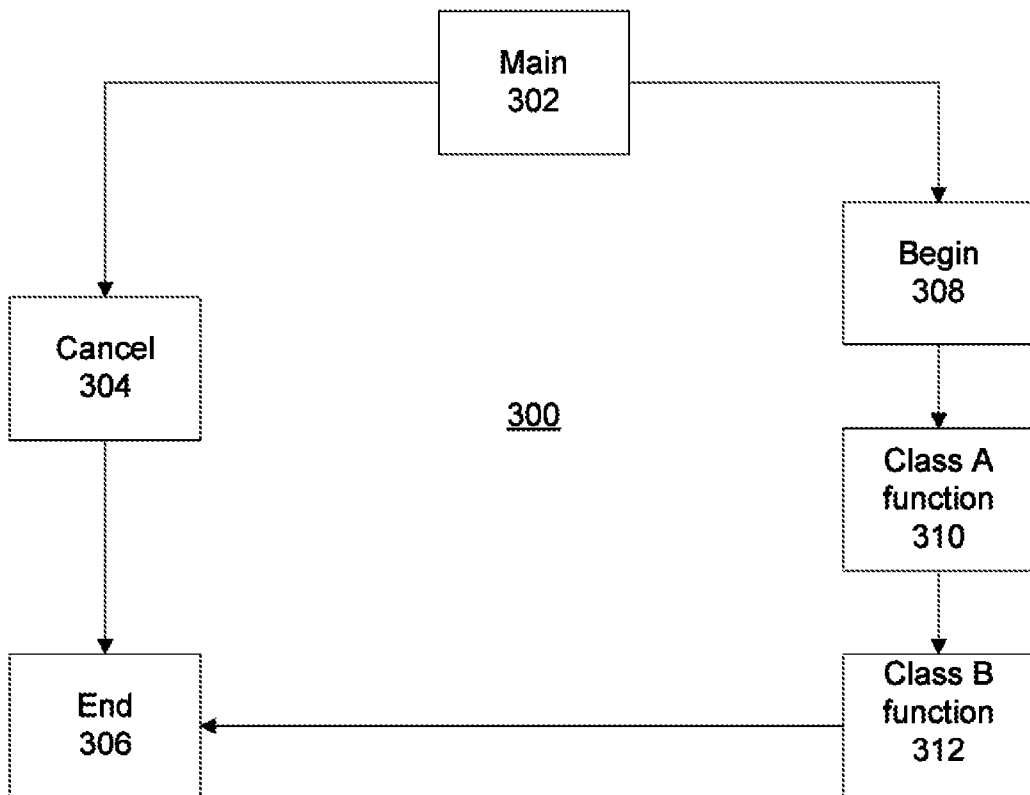 Main
302
Begin
308
Cancel
304
300
Class A
function
310
End
306
Class B
function
312